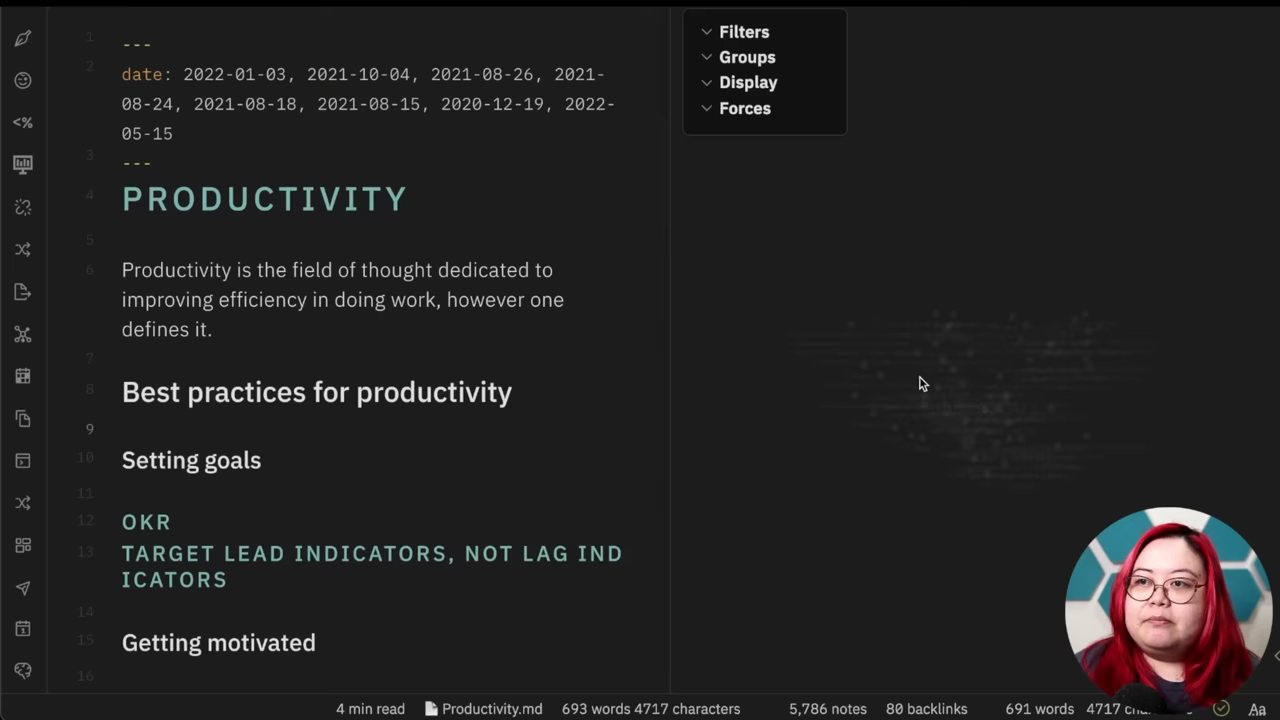 1
---
2
date: 2022-01-03, 2021-10-04, 2021-08-26, 2021-
08-24, 2021-08-18, 2021-08-15, 2020-12-19, 2022-
05-15
3
---
4
PRODUCTIVITY
5
6
Productivity is the field of thought dedicated to
improving efficiency in doing work, however one
defines it.
7
8
Best practices for productivity
9
10
Setting goals
11
12
OKR
13
TARGET LEAD INDICATORS, NOT LAG IND
ICATORS
14
15
Getting motivated
16
<%
Filters
Groups
Display
Forces
4 min read
Productivity.md
693 words 4717 characters
5,786 notes
80 backlinks
691 words
4717
Aa